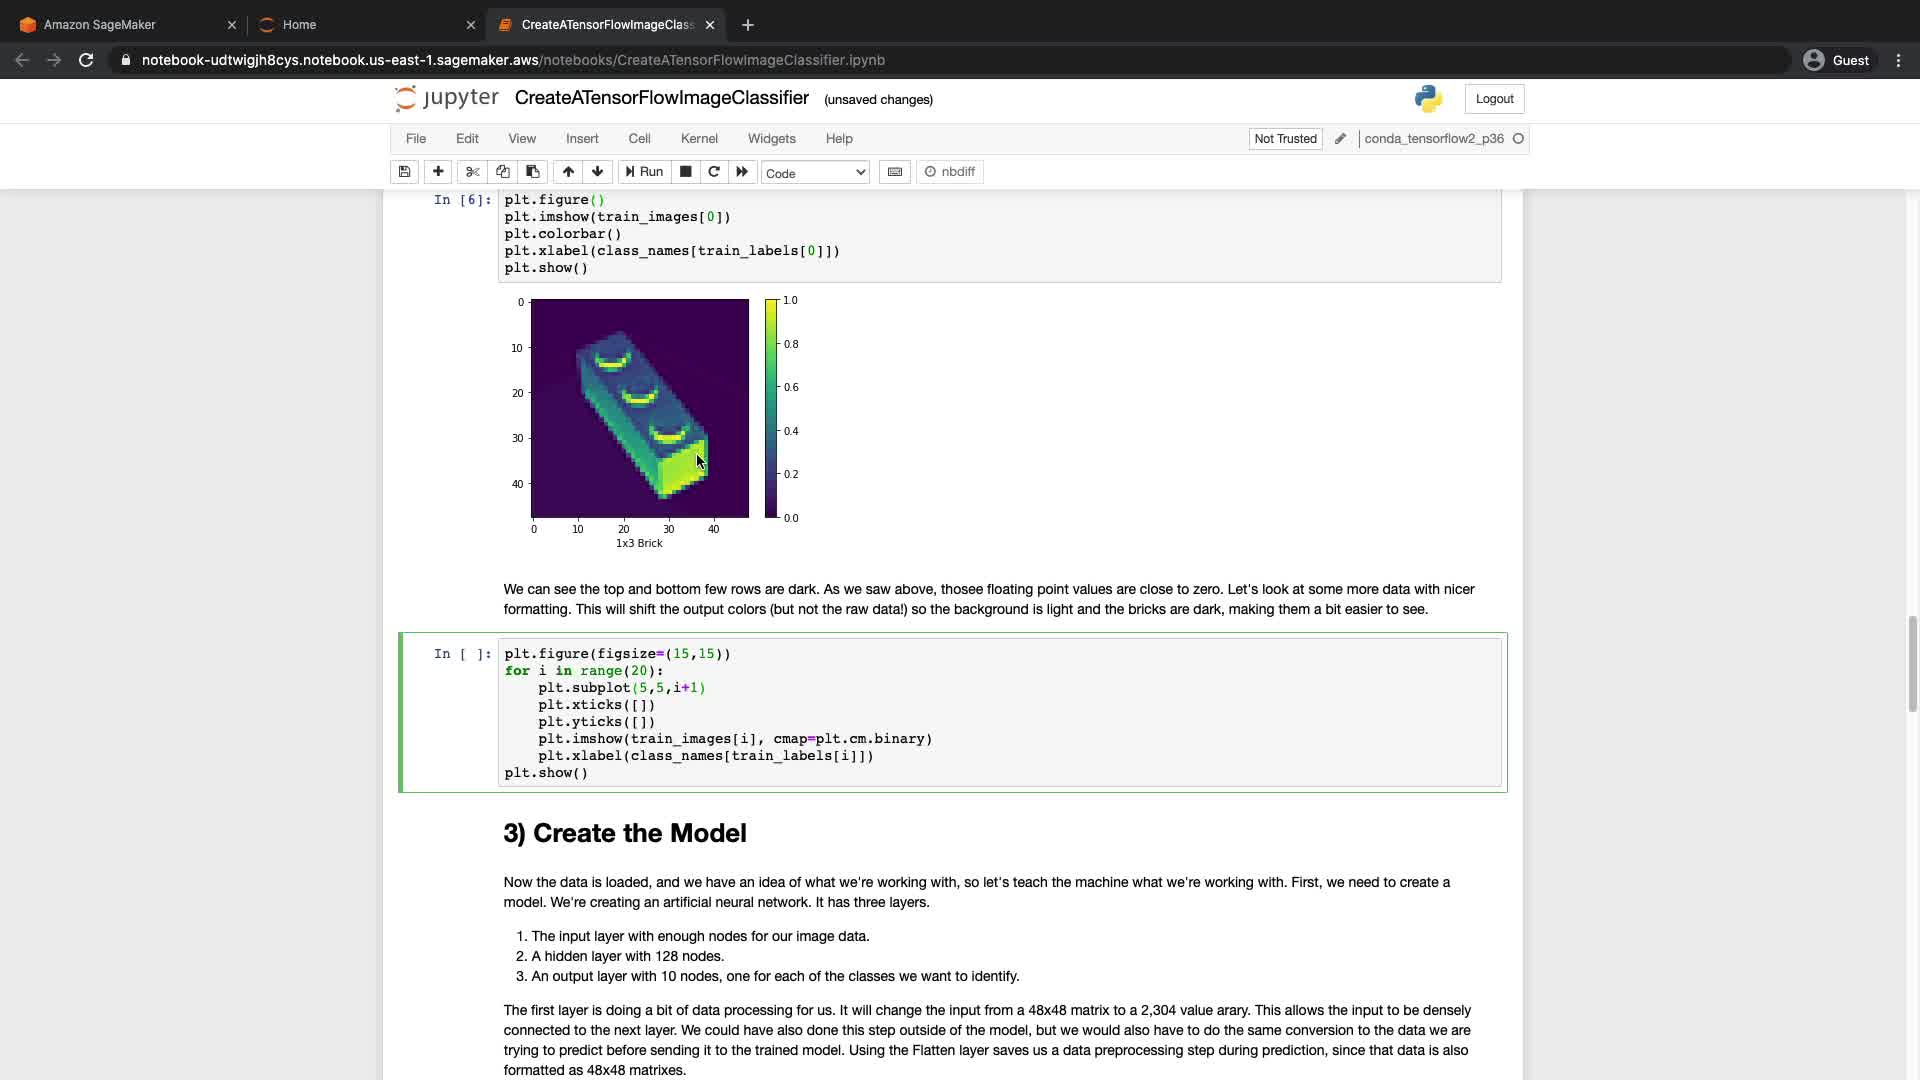 Amazon SageMaker
Home
CreateATensorFlowImageClass
notebook-udtwigjh8cys.notebook.us-east-1.sagemaker.aws/notebooks/CreateATensorFlowImageClassifier.ipynb
Guest
jupyter CreateATensorFlowImageClassifier (unsaved changes)
Logout
File Edit View Insert Cell Kernel Widgets Help
Not Trusted
conda_tensorflow2_p36
Run
Code
nbdiff
In [6]:
plt.figure()
plt.imshow(train_images[0])
plt.colorbar()
plt.xlabel(class_names[train_labels[0]])
plt.show()
0
10
20
30
40
0 10 20 30 40
1x3 Brick
1.0
0.8
0.6
0.4
0.2
0.0
We can see the top and bottom few rows are dark. As we saw above, thosee floating point values are close to zero. Let's look at some more data with nicer
formatting. This will shift the output colors (but not the raw data!) so the background is light and the bricks are dark, making them a bit easier to see.
In [ ]:
plt.figure(figsize=(15,15))
for i in range(20):
    plt.subplot(5,5,i+1)
    plt.xticks([])
    plt.yticks([])
    plt.imshow(train_images[i], cmap=plt.cm.binary)
    plt.xlabel(class_names[train_labels[i]])
plt.show()
3) Create the Model
Now the data is loaded, and we have an idea of what we're working with, so let's teach the machine what we're working with. First, we need to create a
model. We're creating an artificial neural network. It has three layers.
1. The input layer with enough nodes for our image data.
2. A hidden layer with 128 nodes.
3. An output layer with 10 nodes, one for each of the classes we want to identify.
The first layer is doing a bit of data processing for us. It will change the input from a 48x48 matrix to a 2,304 value arary. This allows the input to be densely
connected to the next layer. We could have also done this step outside of the model, but we would also have to do the same conversion to the data we are
trying to predict before sending it to the trained model. Using the Flatten layer saves us a data preprocessing step during prediction, since that data is also
formatted as 48x48 matrixes.